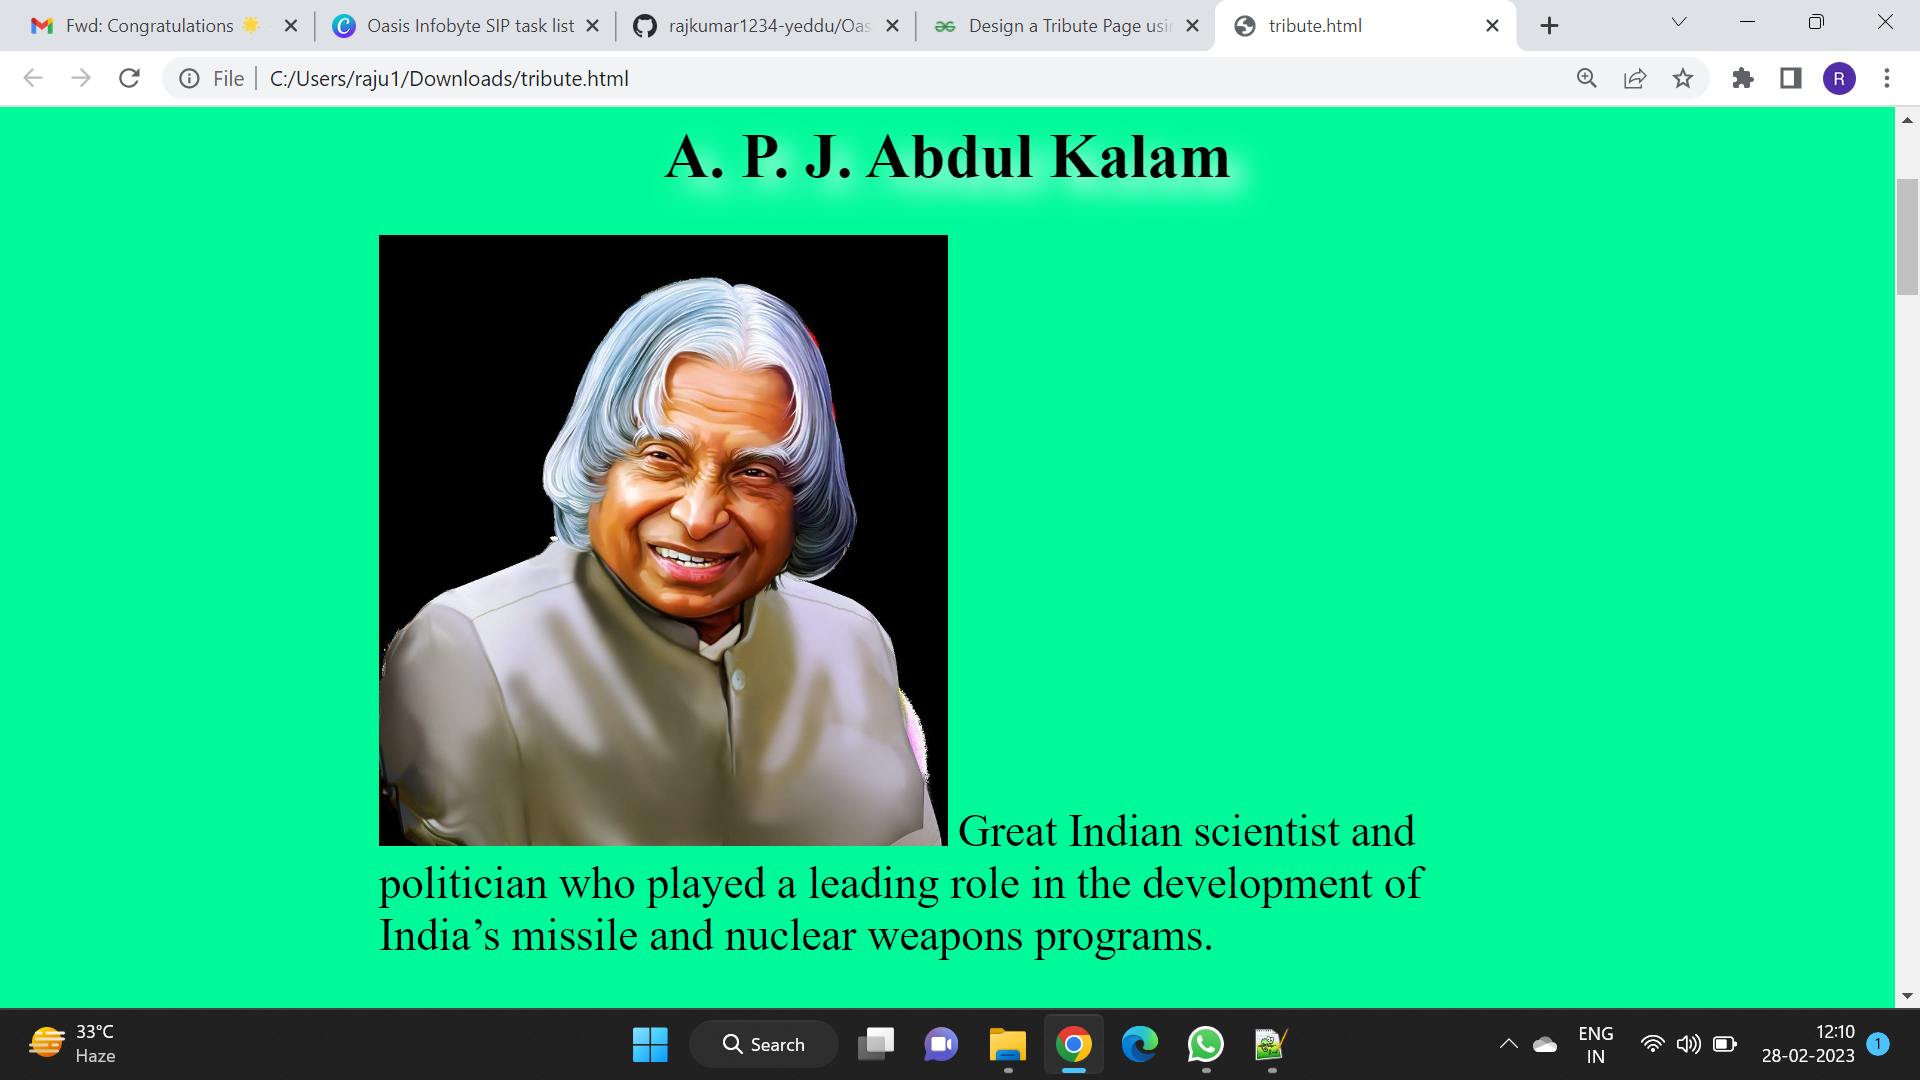 Fwd: Congratulations 🌟
Oasis Infobyte SIP task list
rajkumar1234-yeddu/Oas
Design a Tribute Page usi
tribute.html
File
C:/Users/raju1/Downloads/tribute.html
R
A. P. J. Abdul Kalam
Great Indian scientist and
politician who played a leading role in the development of
India’s missile and nuclear weapons programs.
33°C
Haze
Search
ENG
IN
12:10
28-02-2023
1